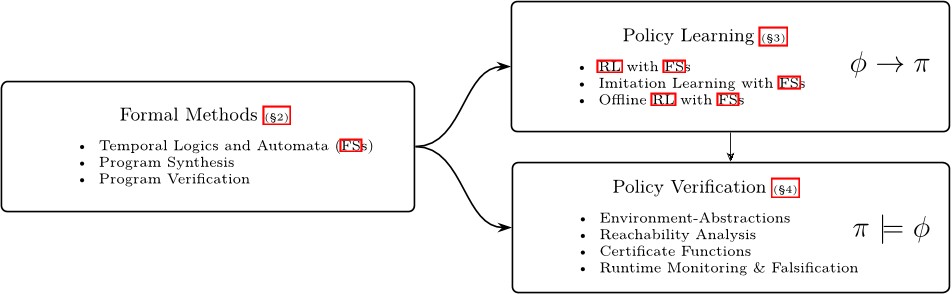 Formal Methods (§2)
• Temporal Logics and Automata (FSs)
• Program Synthesis
• Program Verification
Policy Learning (§3)
• RL with FSs
• Imitation Learning with FSs
• Offline RL with FSs
ϕ → π
Policy Verification (§4)
• Environment-Abstractions
• Reachability Analysis
• Certificate Functions
• Runtime Monitoring & Falsification
π ⊨ ϕ